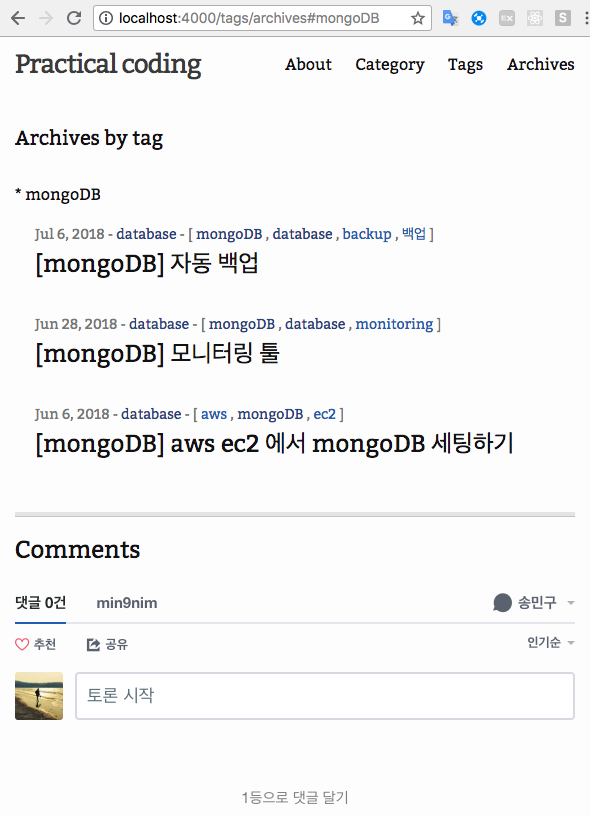 localhost:4000/tags/archives#mongoDB
Practical coding About Category Tags Archives
Archives by tag
* mongoDB
Jul 6, 2018 - database - [ mongoDB , database , backup , 백업 ]
[mongoDB] 자동 백업
Jun 28, 2018 - database - [ mongoDB , database , monitoring ]
[mongoDB] 모니터링 툴
Jun 6, 2018 - database - [ aws , mongoDB , ec2 ]
[mongoDB] aws ec2 에서 mongoDB 세팅하기
Comments
댓글 0건 min9nim 송민구
추천 공유 인기순
토론 시작
1등으로 댓글 달기